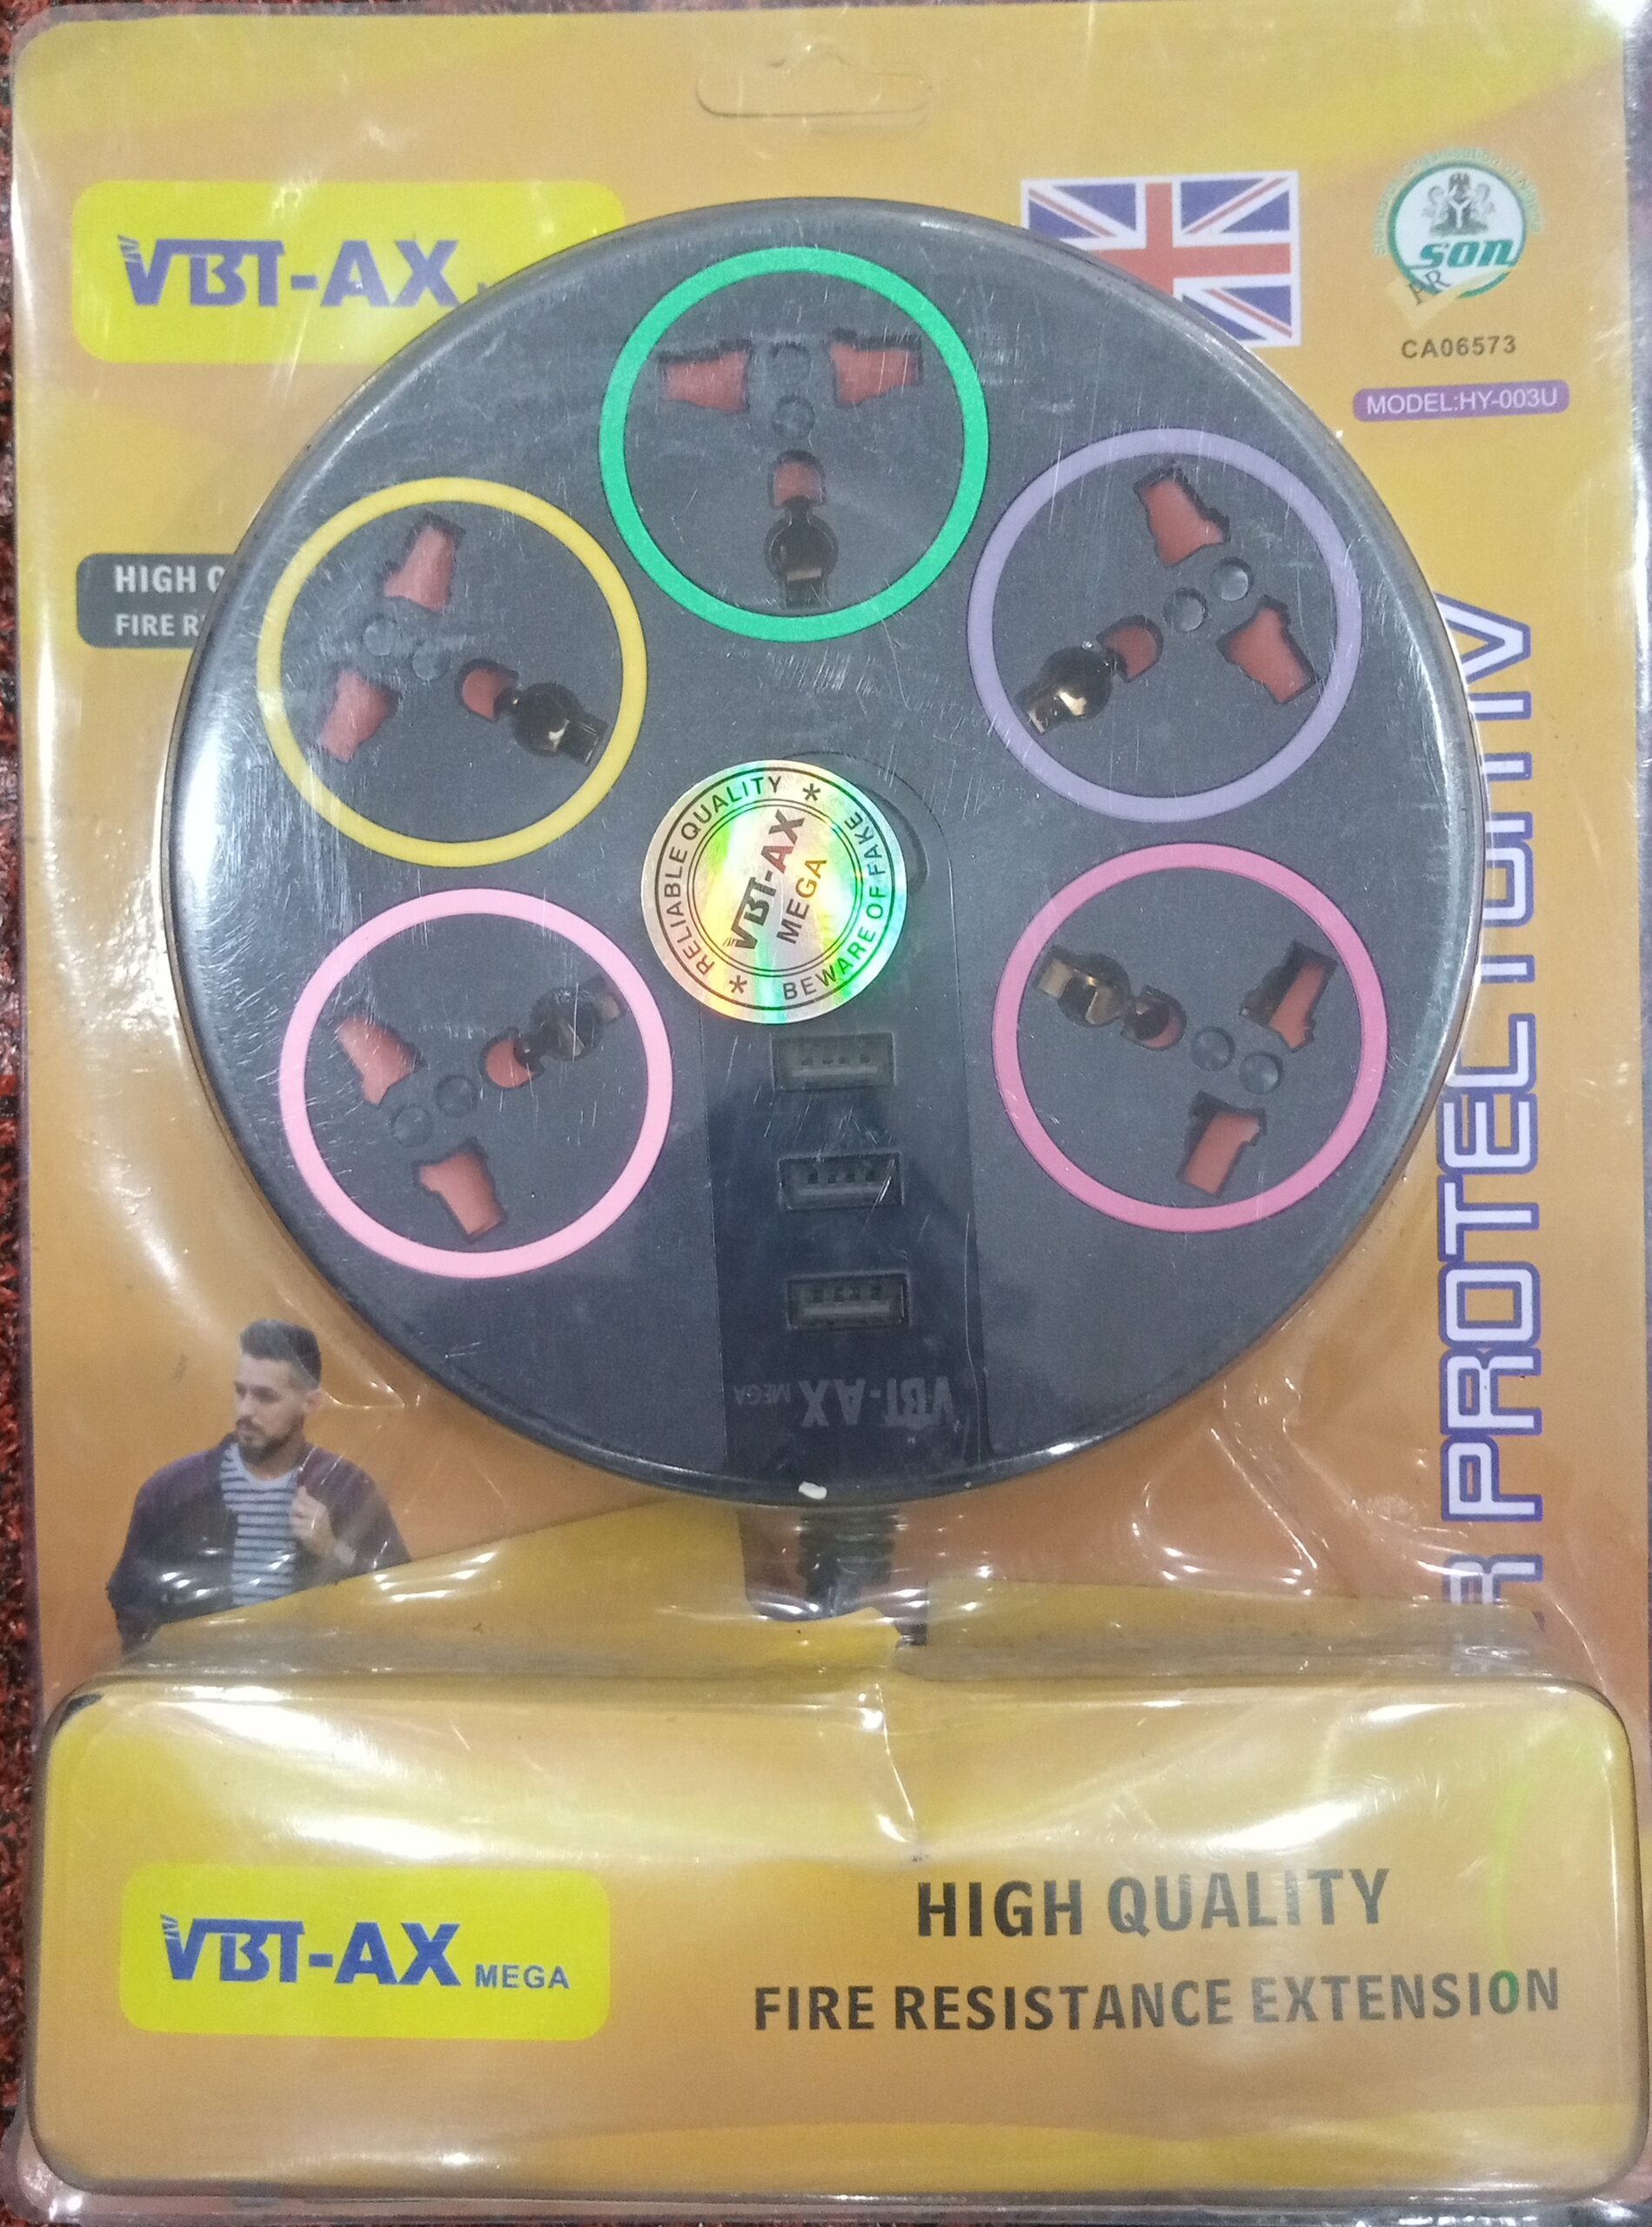 VBT-AX
SON
CA06573
MODEL:HY-003U
HIGH
FIRE
RELIABLE QUALITY * BEWARE OF FAKE *
VBT-AX
MEGA
VBT-AX MEGA
PROTEC
VBT-AX MEGA
HIGH QUALITY
FIRE RESISTANCE EXTENSION